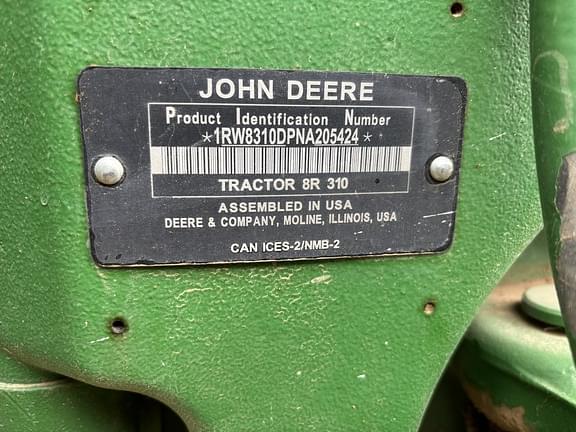 JOHN DEERE
Product Identification Number
*1RW8310DPNA205424*
TRACTOR 8R 310
ASSEMBLED IN USA
DEERE & COMPANY, MOLINE, ILLINOIS, USA
CAN ICES-2/NMB-2